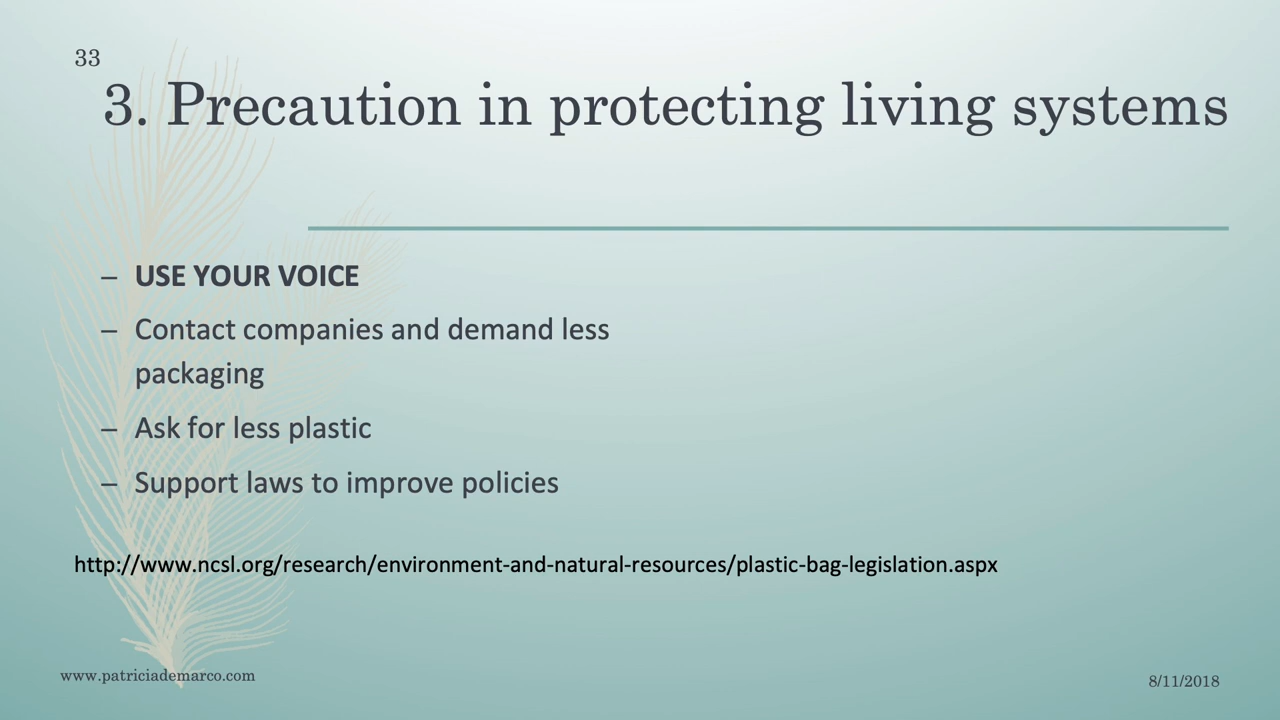 33
3. Precaution in protecting living systems
– USE YOUR VOICE
– Contact companies and demand less
packaging
– Ask for less plastic
– Support laws to improve policies
http://www.ncsl.org/research/environment-and-natural-resources/plastic-bag-legislation.aspx
www.patriciademarco.com
8/11/2018